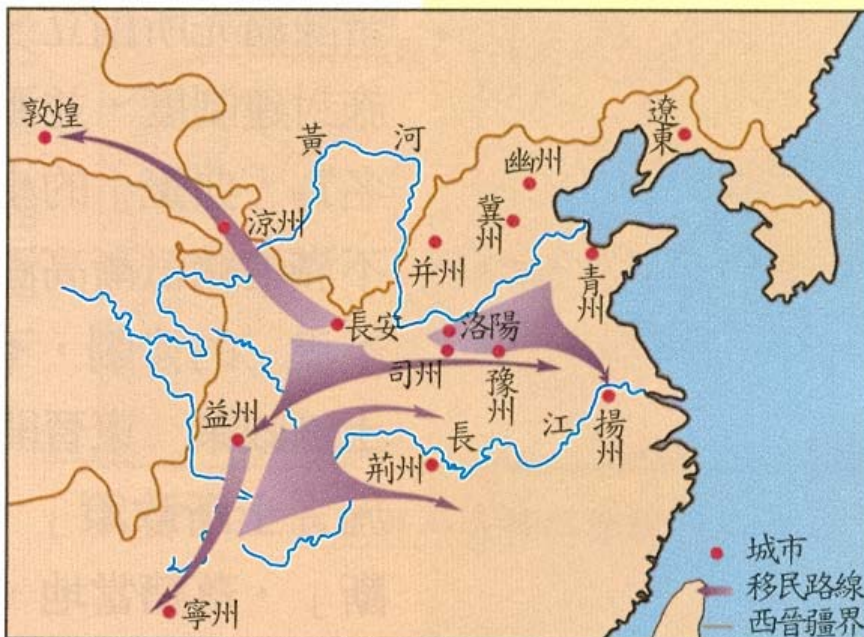 敦煌
黃河
遼東
幽州
冀州
涼州
并州
青州
長安
洛陽
司州
豫州
益州
揚州
長江
荊州
寧州
城市
移民路線
西晉疆界